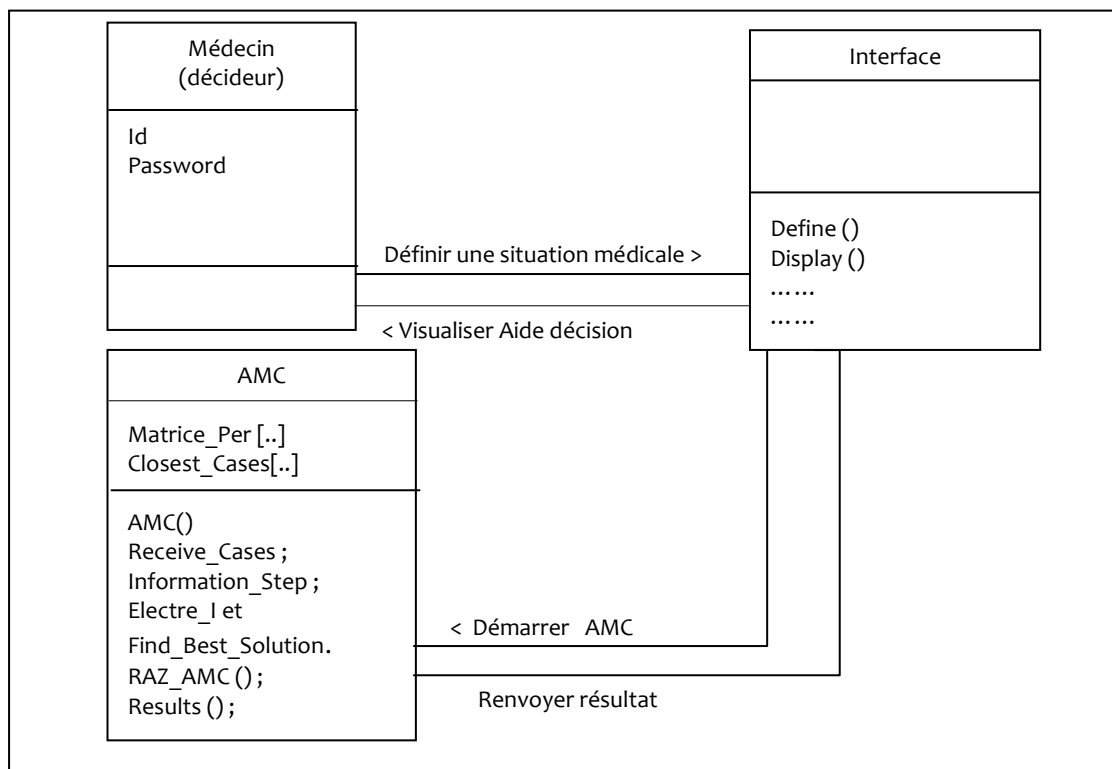 Médecin
(décideur)
Id
Password
Interface
Define ()
Display ()
... ...
... ...
Définir une situation médicale >
< Visualiser Aide décision
AMC
Matrice_Per [..]
Closest_Cases[..]
AMC()
Receive_Cases ;
Information_Step ;
Electre_I et
Find_Best_Solution.
RAZ_AMC () ;
Results () ;
< Démarrer AMC
Renvoyer résultat